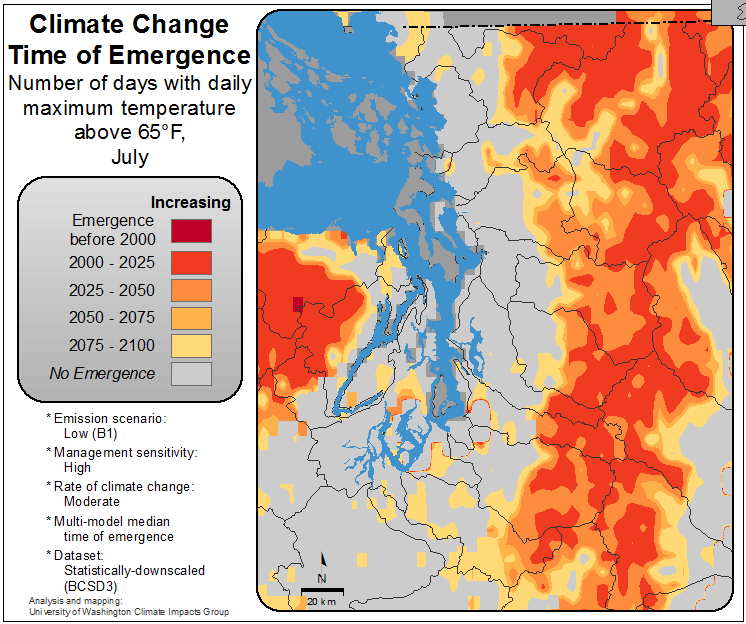 Climate Change
Time of Emergence
Number of days with daily
maximum temperature
above 65°F,
July
Increasing
Emergence
before 2000
2000 - 2025
2025 - 2050
2050 - 2075
2075 - 2100
No Emergence
* Emission scenario:
Low (B1)
* Management sensitivity:
High
* Rate of climate change:
Moderate
* Multi-model median
time of emergence
* Dataset:
Statistically-downscaled
(BCSD3)
Analysis and mapping:
University of Washington Climate Impacts Group
N
20 km